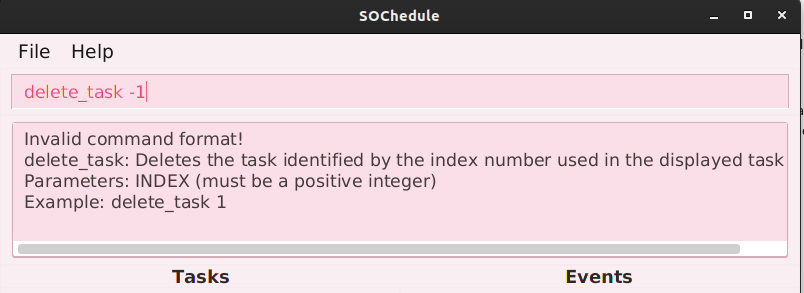 SOChedule
File Help
delete_task -1
Invalid command format!
delete_task: Deletes the task identified by the index number used in the displayed task
Parameters: INDEX (must be a positive integer)
Example: delete_task 1
Tasks Events